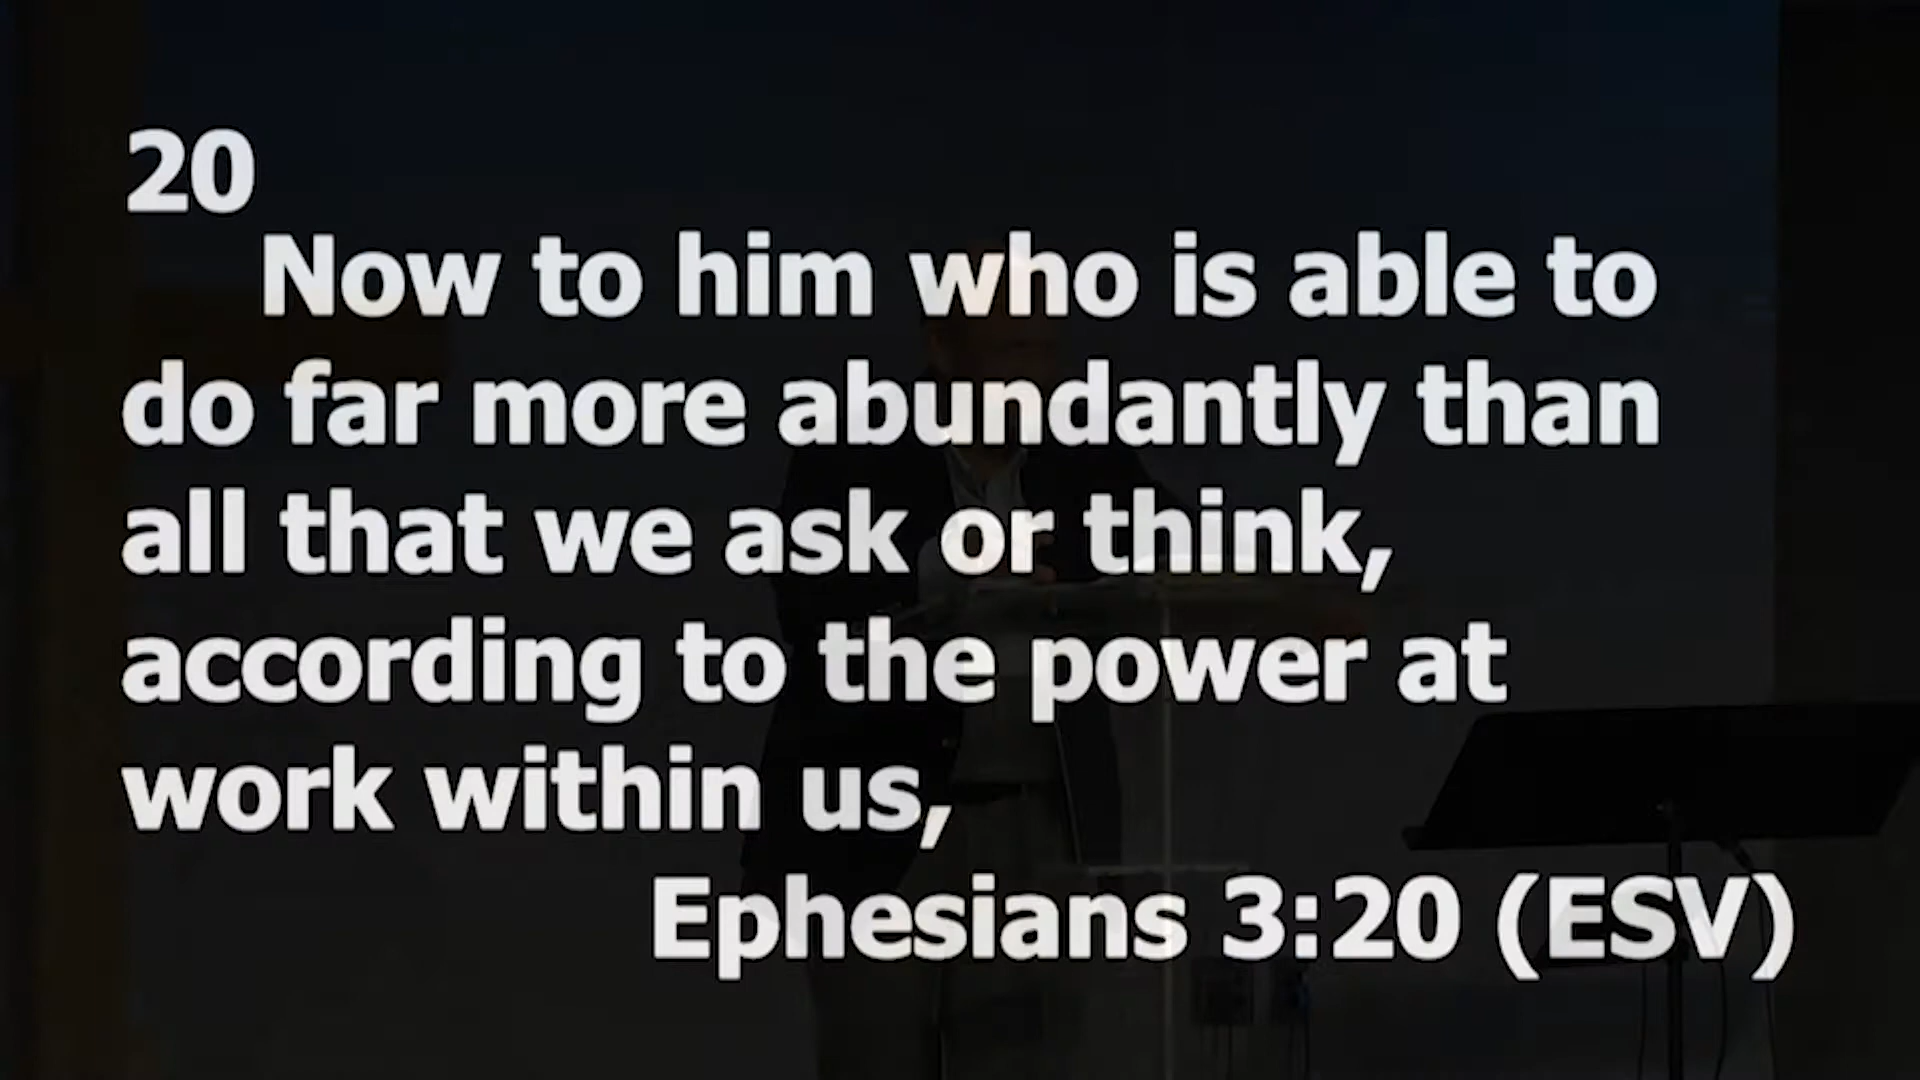 20
Now to him who is able to
do far more abundantly than
all that we ask or think,
according to the power at
work within us,
Ephesians 3:20 (ESV)